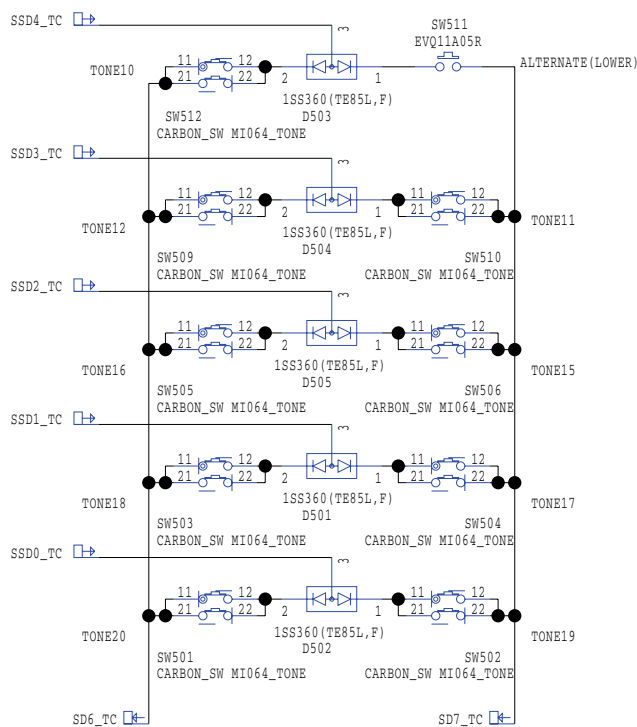 SSD4_TC
3
SW511
EVQ11A05R
TONE10
11 12
21 22
2
1
ALTERNATE(LOWER)
1SS360(TE85L,F)
D503
SW512
CARBON_SW MI064_TONE
SSD3_TC
3
11 12
21 22
2
1
11 12
21 22
TONE12
1SS360(TE85L,F)
D504
TONE11
SW509
CARBON_SW MI064_TONE
SW510
CARBON_SW MI064_TONE
SSD2_TC
3
11 12
21 22
2
1
11 12
21 22
TONE16
1SS360(TE85L,F)
D505
TONE15
SW505
CARBON_SW MI064_TONE
SW506
CARBON_SW MI064_TONE
SSD1_TC
3
11 12
21 22
2
1
11 12
21 22
TONE18
1SS360(TE85L,F)
D501
TONE17
SW503
CARBON_SW MI064_TONE
SW504
CARBON_SW MI064_TONE
SSD0_TC
3
11 12
21 22
2
1
11 12
21 22
TONE20
1SS360(TE85L,F)
D502
TONE19
SW501
CARBON_SW MI064_TONE
SW502
CARBON_SW MI064_TONE
SD6_TC
SD7_TC